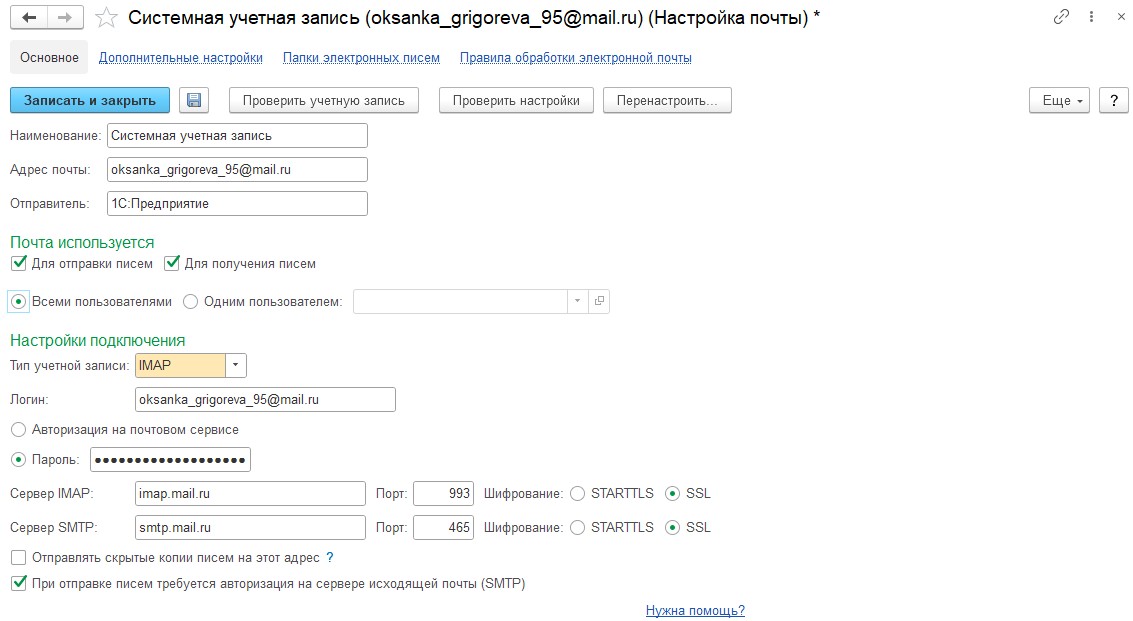 Системная учетная запись (oksanka_grigoreva_95@mail.ru) (Настройка почты) *
Основное Дополнительные настройки Папки электронных писем Правила обработки электронной почты
Записать и закрыть Проверить учетную запись Проверить настройки Перенастроить... Еще ?
Наименование: Системная учетная запись
Адрес почты: oksanka_grigoreva_95@mail.ru
Отправитель: 1С:Предприятие
Почта используется
Для отправки писем Для получения писем
Всеми пользователями Одним пользователем:
Настройки подключения
Тип учетной записи: IMAP
Логин: oksanka_grigoreva_95@mail.ru
Авторизация на почтовом сервисе
Пароль: ●●●●●●●●●●●●●●●●●●●
Сервер IMAP: imap.mail.ru Порт: 993 Шифрование: STARTTLS SSL
Сервер SMTP: smtp.mail.ru Порт: 465 Шифрование: STARTTLS SSL
Отправлять скрытые копии писем на этот адрес ?
При отправке писем требуется авторизация на сервере исходящей почты (SMTP)
Нужна помощь?